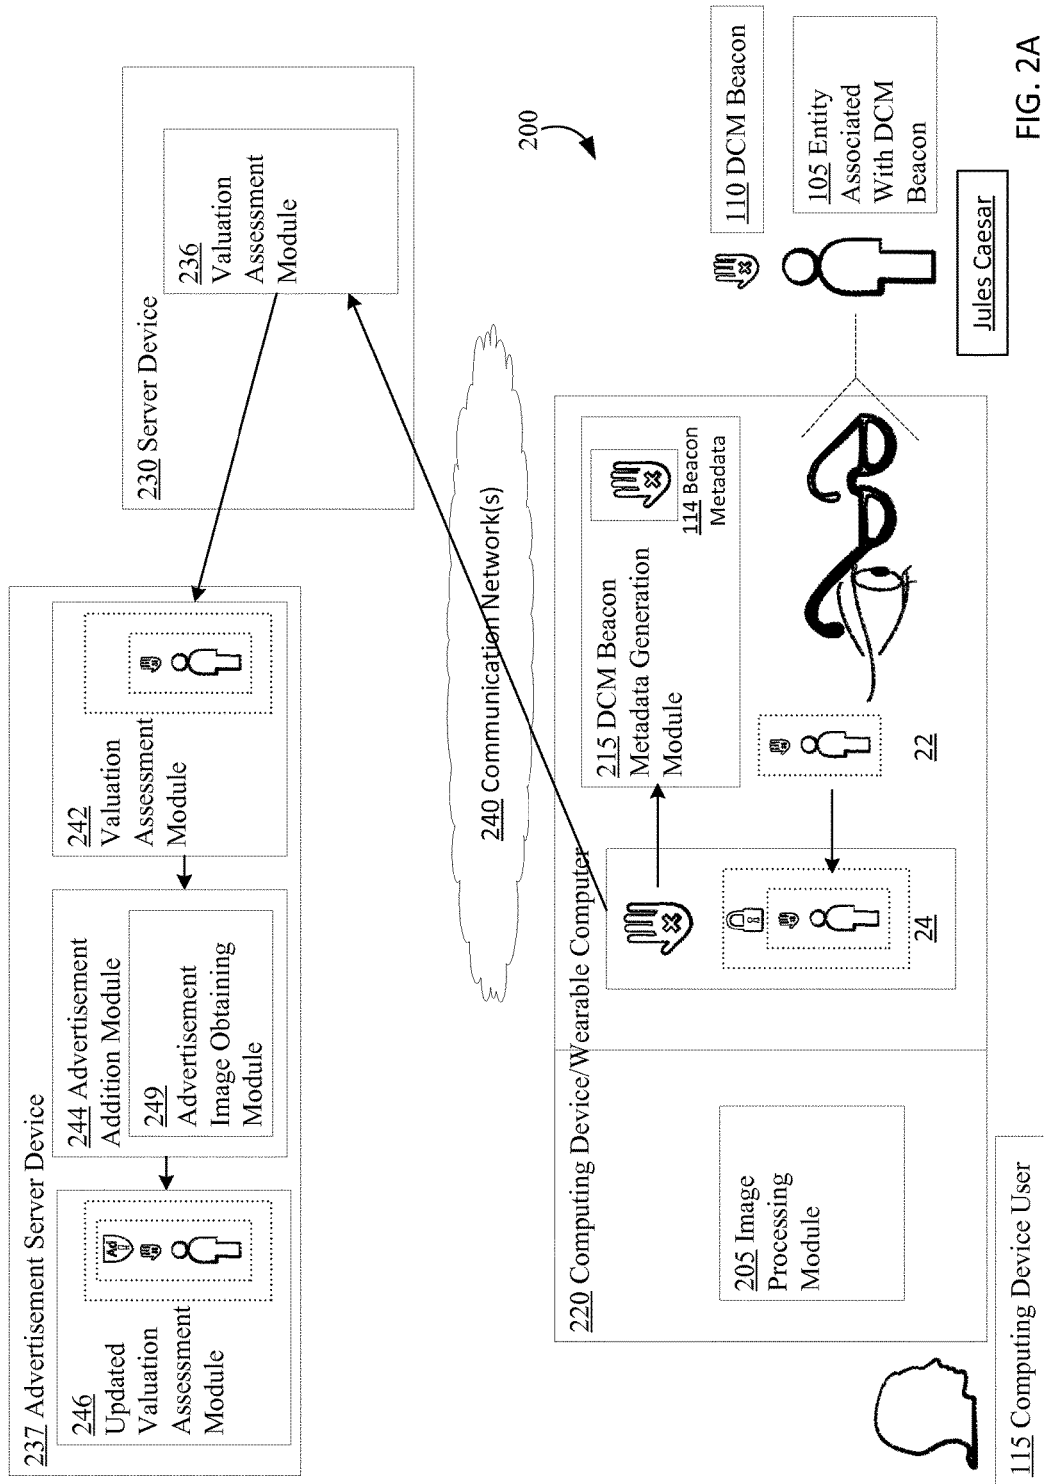 237 Advertisement Server Device
246
Updated
Valuation
Assessment
Module
Ad
244 Advertisement
Addition Module
249
Advertisement
Image Obtaining
Module
242
Valuation
Assessment
Module
230 Server Device
236
Valuation
Assessment
Module
240 Communication Network(s)
200
220 Computing Device/Wearable Computer
205 Image
Processing
Module
24
22
215 DCM Beacon
Metadata Generation
Module
114 Beacon
Metadata
110 DCM Beacon
105 Entity
Associated
With DCM
Beacon
Jules Caesar
115 Computing Device User
FIG. 2A